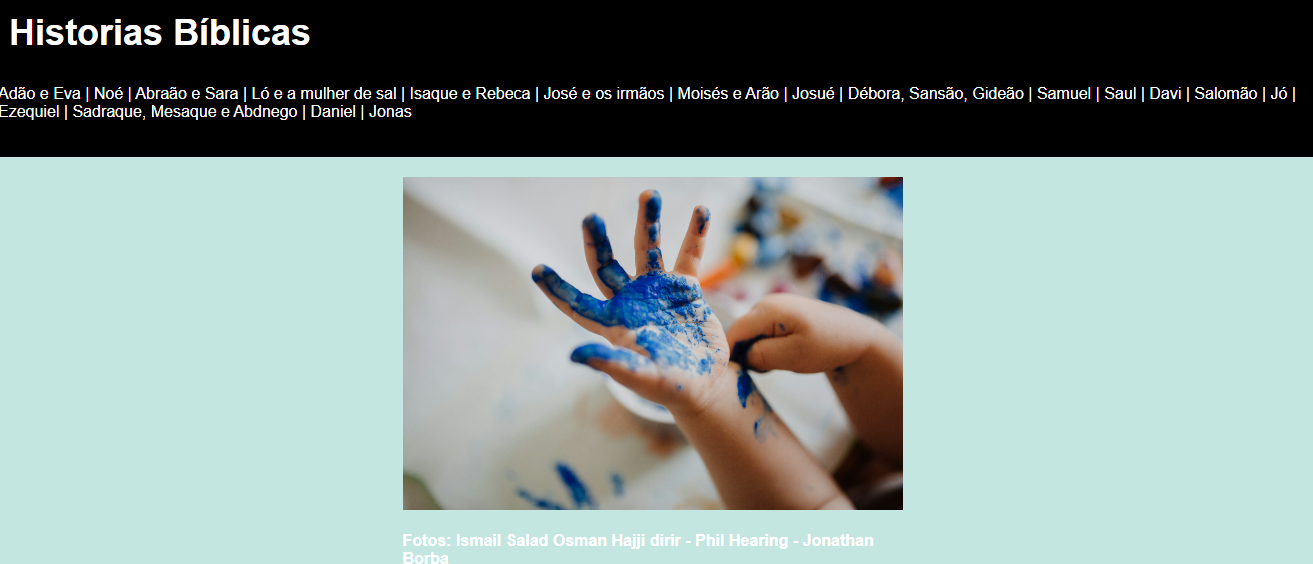 Historias Bíblicas
Adão e Eva | Noé | Abraão e Sara | Ló e a mulher de sal | Isaque e Rebeca | José e os irmãos | Moisés e Arão | Josué | Débora, Sansão, Gideão | Samuel | Saul | Davi | Salomão | Jó |
Ezequiel | Sadraque, Mesaque e Abdnego | Daniel | Jonas
Fotos: Ismail Salad Osman Hajji dirir - Phil Hearing - Jonathan
Borba